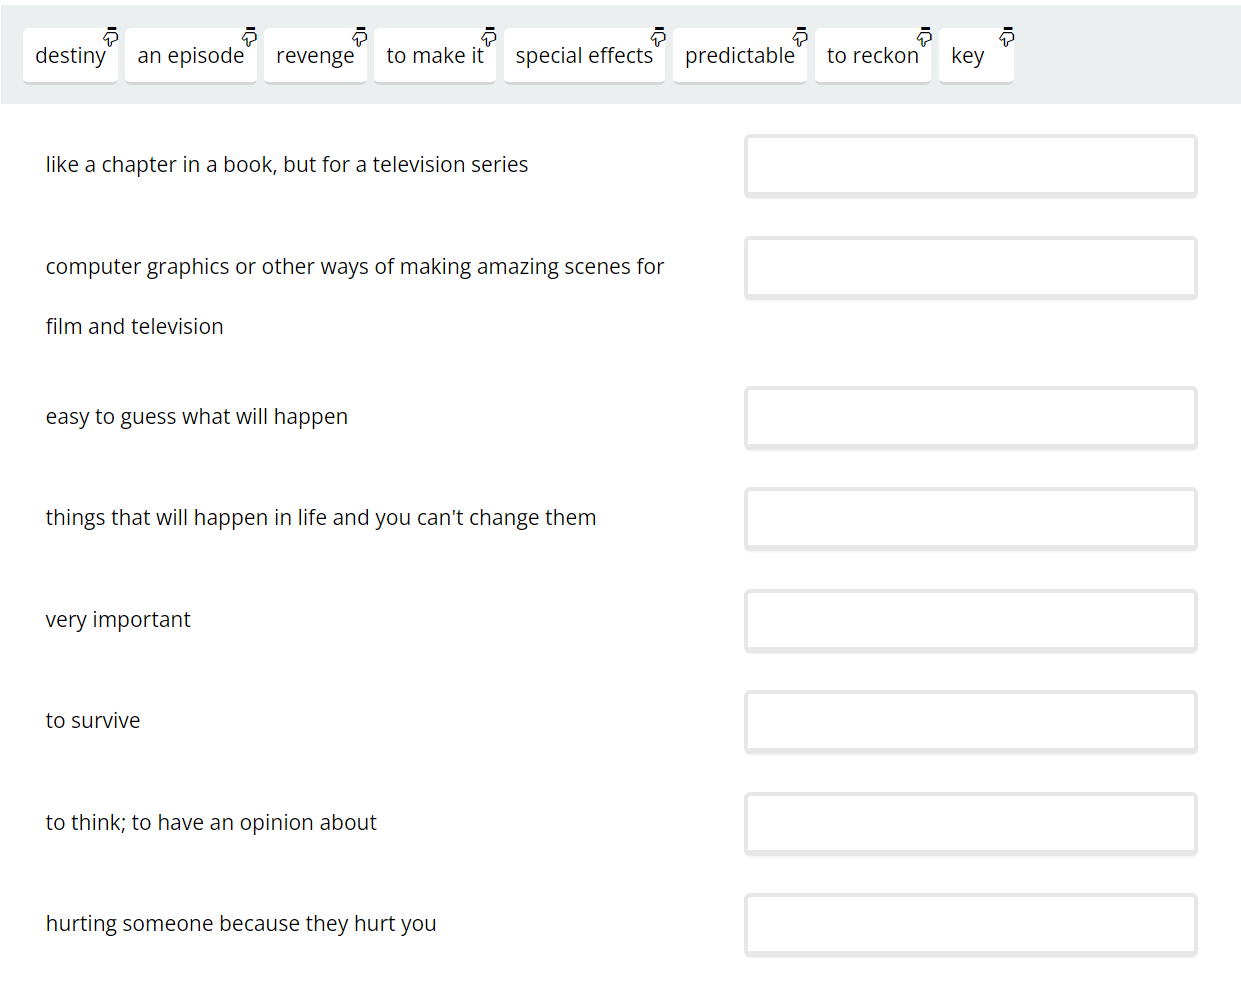 destiny an episode revenge to make it special effects predictable to reckon key
like a chapter in a book, but for a television series
computer graphics or other ways of making amazing scenes for
film and television
easy to guess what will happen
things that will happen in life and you can't change them
very important
to survive
to think; to have an opinion about
hurting someone because they hurt you